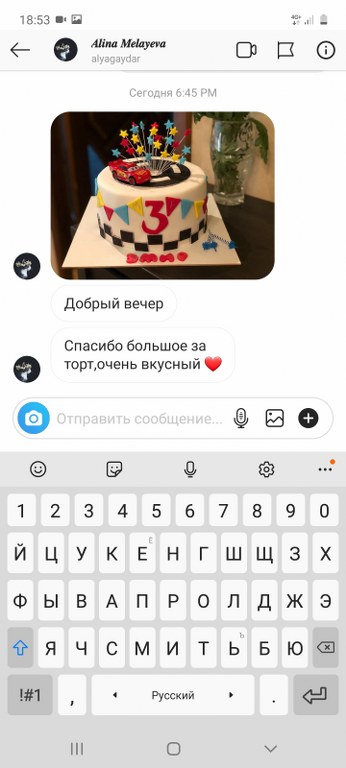 18:53
4G+
Alina Melayeva
alyagaydar
Сегодня 6:45 PM
3
Добрый вечер
Спасибо большое за
торт,очень вкусный ❤️
Отправить сообщение...
1 2 3 4 5 6 7 8 9 0
Й Ц У К Е Ё Н Г Ш Щ З Х
Ф Ы В А П Р О Л Д Ж Э
Я Ч С М И Т Ь Ъ Б Ю
!#1 , Русский .